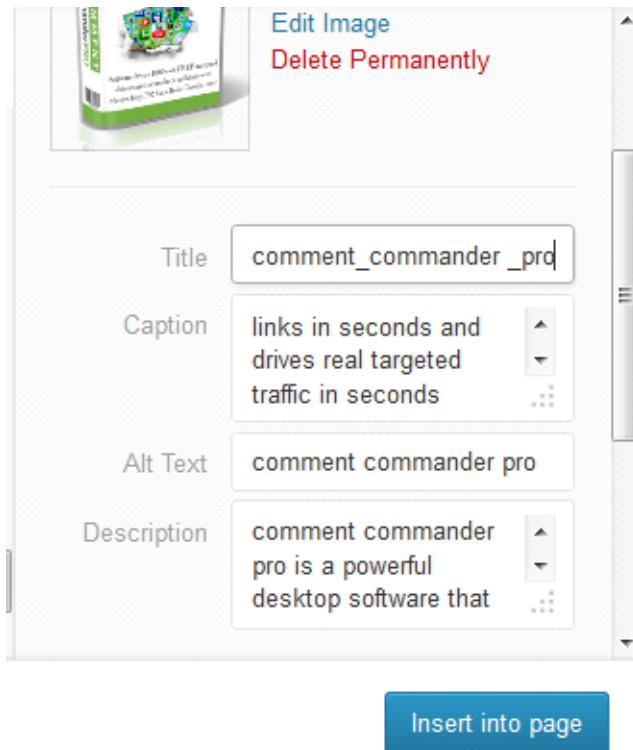 Edit Image
Delete Permanently
Title
comment_commander _pro
Caption
links in seconds and
drives real targeted
traffic in seconds
Alt Text
comment commander pro
Description
comment commander
pro is a powerful
desktop software that
Insert into page